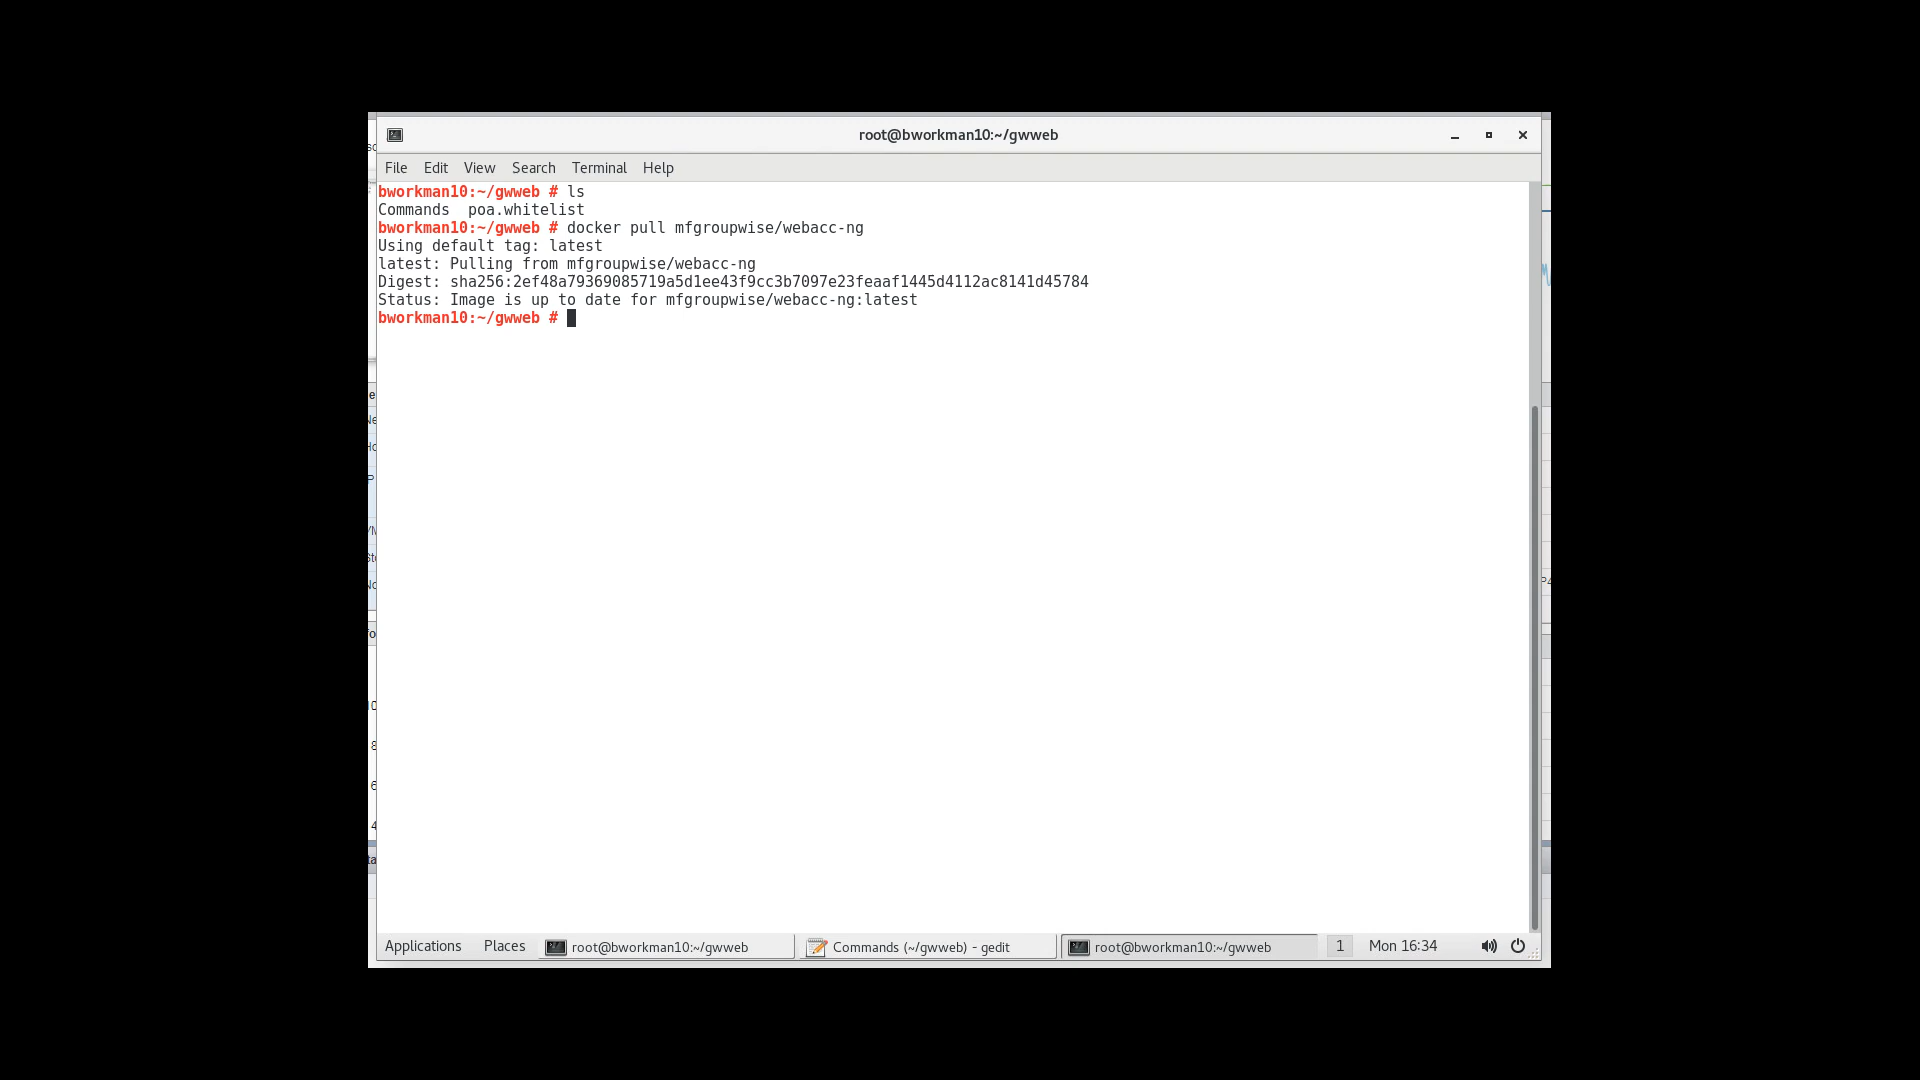 root@bworkman10:~/gwweb
File Edit View Search Terminal Help
bworkman10:~/gwweb # ls
Commands  poa.whitelist
bworkman10:~/gwweb # docker pull mfgroupwise/webacc-ng
Using default tag: latest
latest: Pulling from mfgroupwise/webacc-ng
Digest: sha256:2ef48a79369085719a5d1ee43f9cc3b7097e23feaaf1445d4112ac8141d45784
Status: Image is up to date for mfgroupwise/webacc-ng:latest
bworkman10:~/gwweb #
Applications Places root@bworkman10:~/gwweb Commands (~/gwweb) - gedit root@bworkman10:~/gwweb 1 Mon 16:34